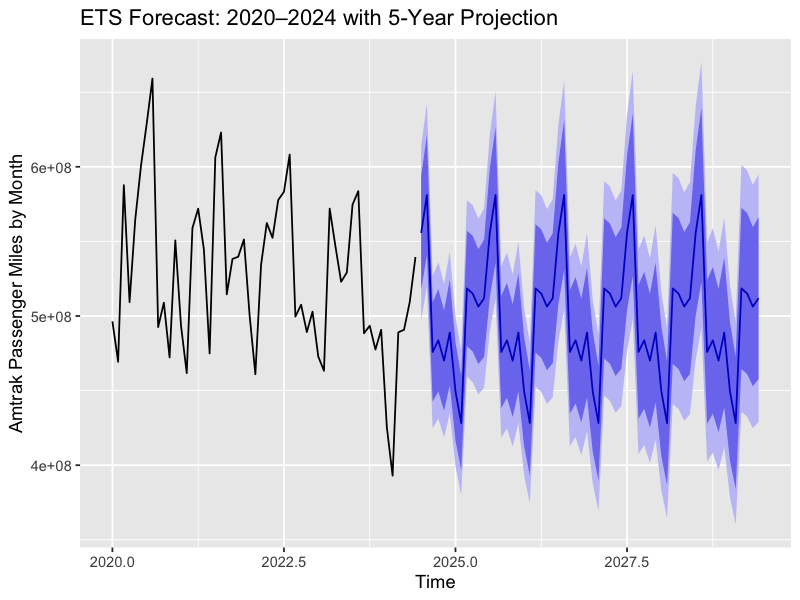 ETS Forecast: 2020–2024 with 5-Year Projection
Amtrak Passenger Miles by Month
6e+08
5e+08
4e+08
2020.0 2022.5 2025.0 2027.5
Time